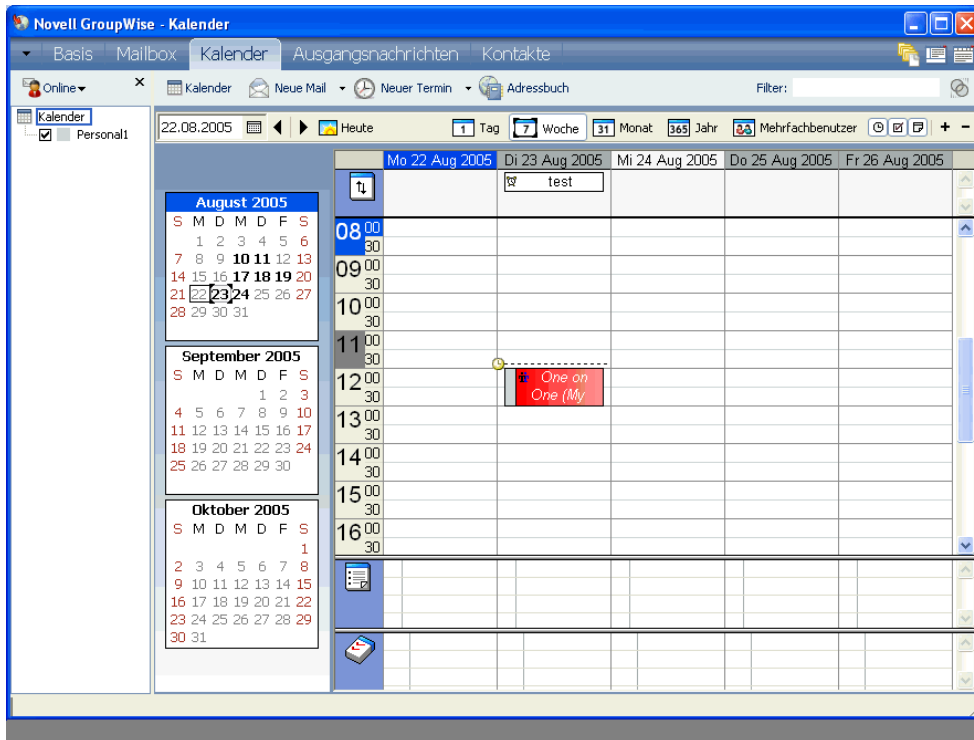 Novell GroupWise - Kalender
Basis Mailbox Kalender Ausgangsnachrichten Kontakte
Online Kalender Neue Mail Neuer Termin Adressbuch Filter:
Kalender
Personal1
22.08.2005 Heute 1 Tag 7 Woche 31 Monat 365 Jahr 23 Mehrfachbenutzer
Mo 22 Aug 2005 Di 23 Aug 2005 Mi 24 Aug 2005 Do 25 Aug 2005 Fr 26 Aug 2005
test
August 2005
S M D M D F S
1 2 3 4 5 6
7 8 9 10 11 12 13
14 15 16 17 18 19 20
21 22 23 24 25 26 27
28 29 30 31
September 2005
S M D M D F S
1 2 3
4 5 6 7 8 9 10
11 12 13 14 15 16 17
18 19 20 21 22 23 24
25 26 27 28 29 30
Oktober 2005
S M D M D F S
1
2 3 4 5 6 7 8
9 10 11 12 13 14 15
16 17 18 19 20 21 22
23 24 25 26 27 28 29
30 31
08 00
30
09 00
30
10 00
30
11 00
30
12 00
30
13 00
30
14 00
30
15 00
30
16 00
30
One on
One (My